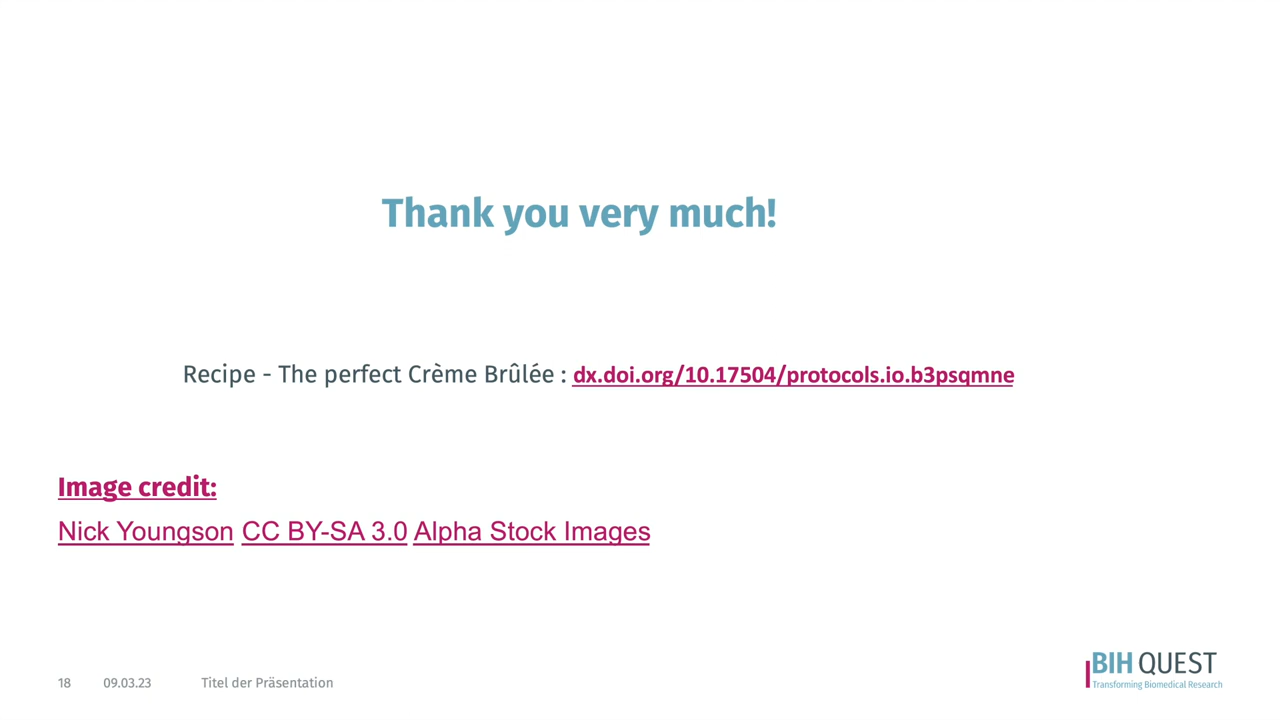 Thank you very much!
Recipe - The perfect Crème Brûlée : dx.doi.org/10.17504/protocols.io.b3psqmne
Image credit:
Nick Youngson CC BY-SA 3.0 Alpha Stock Images
18 09.03.23 Titel der Präsentation
BIH QUEST
Transforming Biomedical Research